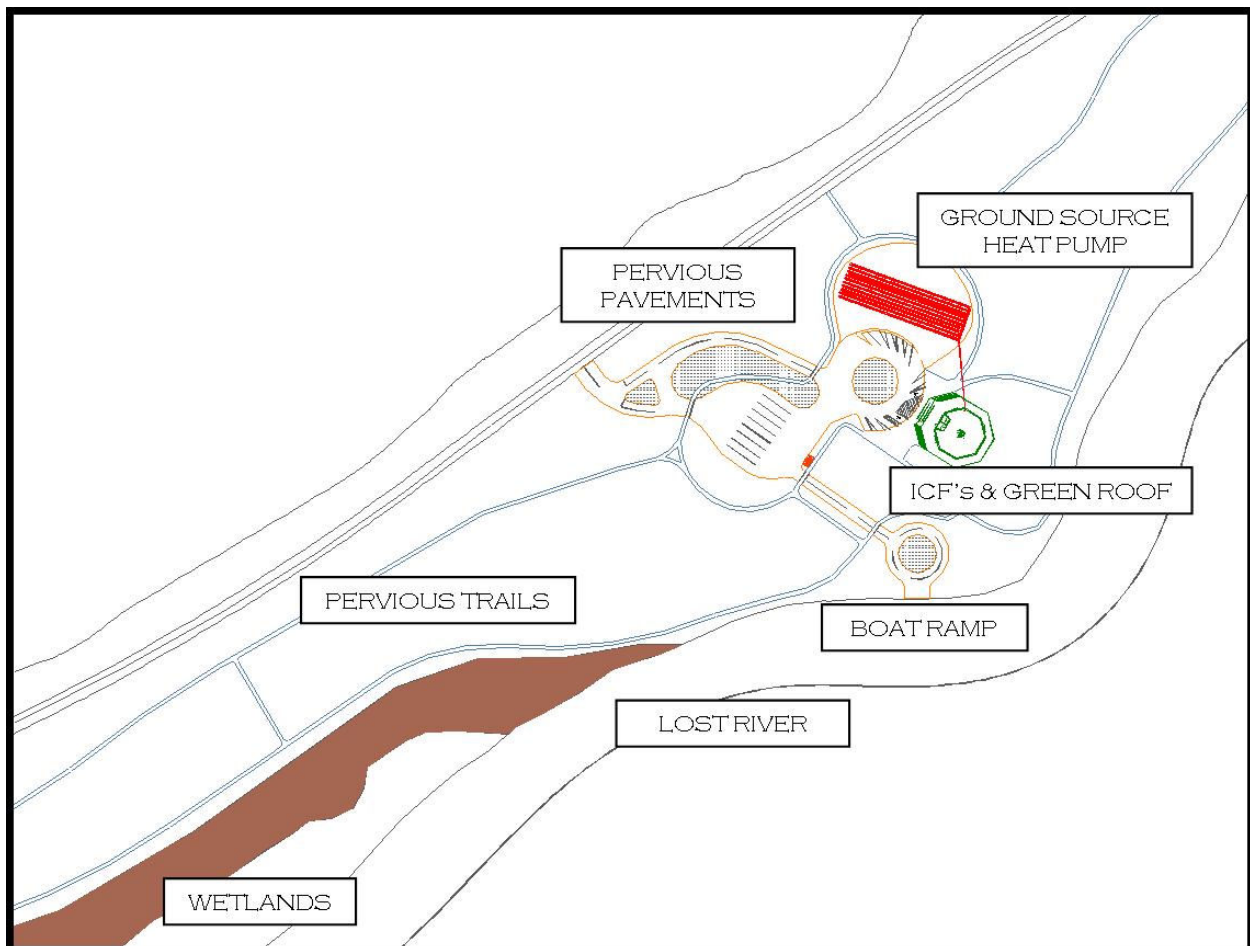 GROUND SOURCE
HEAT PUMP
PERVIOUS
PAVEMENTS
ICF's & GREEN ROOF
PERVIOUS TRAILS
BOAT RAMP
LOST RIVER
WETLANDS